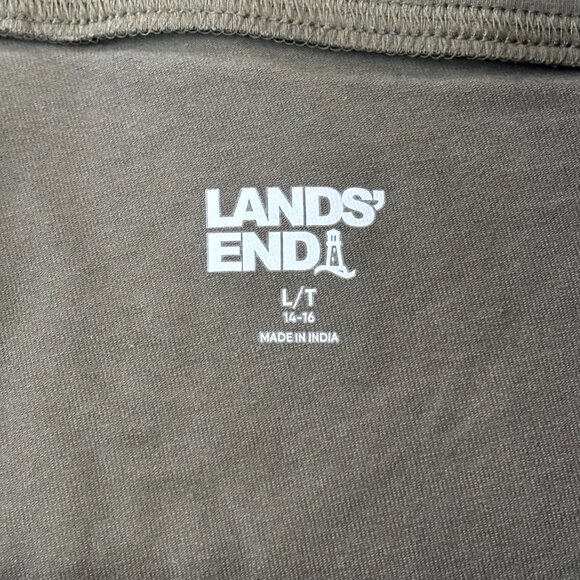 LANDS'
END
L/T
14-16
MADE IN INDIA